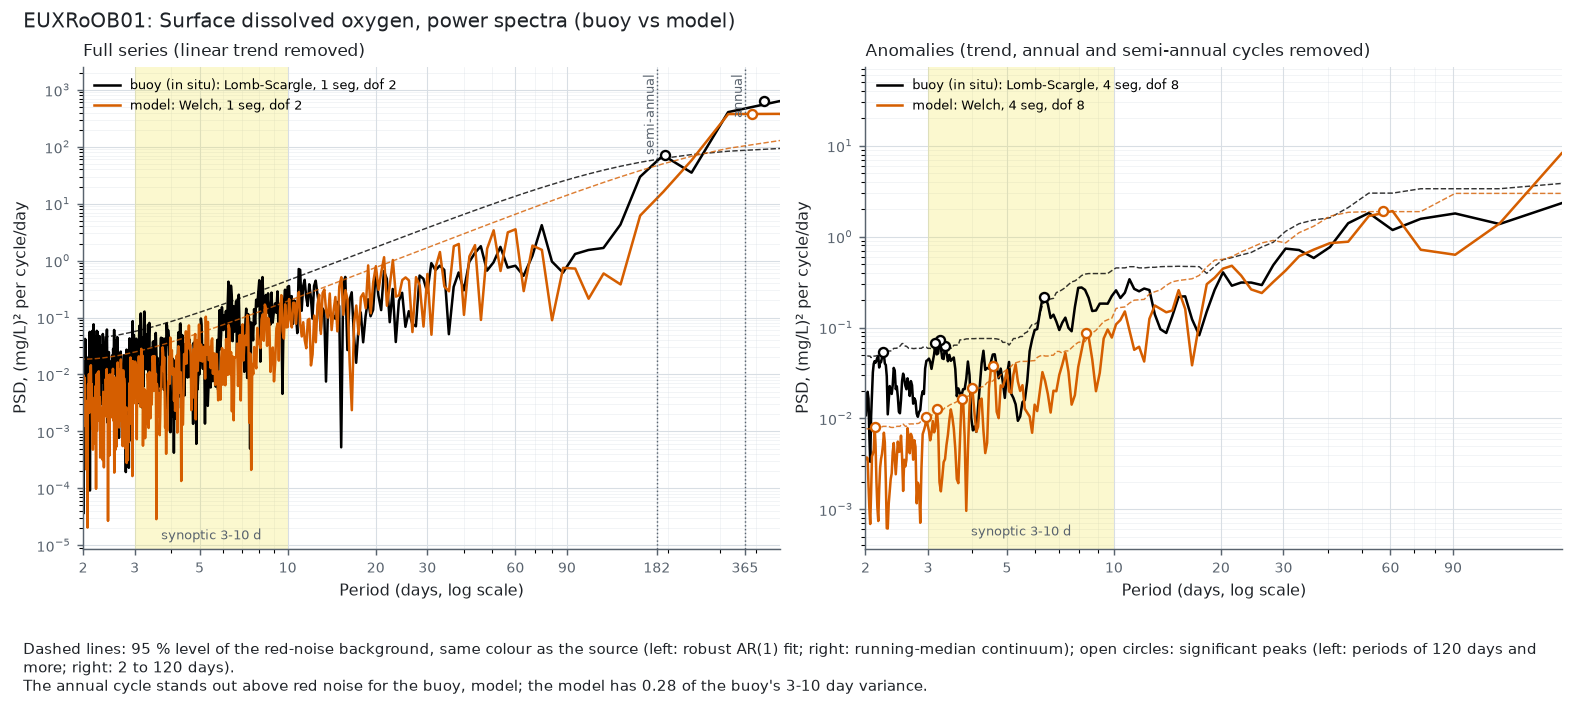 EUXRoOB01: Surface dissolved oxygen, power spectra (buoy vs model)
Full series (linear trend removed)
buoy (in situ): Lomb-Scargle, 1 seg, dof 2
model: Welch, 1 seg, dof 2
semi-annual
annual
synoptic 3-10 d
PSD, (mg/L)² per cycle/day
10³
10²
10¹
10⁰
10⁻¹
10⁻²
10⁻³
10⁻⁴
10⁻⁵
2 3 5 10 20 30 60 90 182 365
Period (days, log scale)
Anomalies (trend, annual and semi-annual cycles removed)
buoy (in situ): Lomb-Scargle, 4 seg, dof 8
model: Welch, 4 seg, dof 8
synoptic 3-10 d
PSD, (mg/L)² per cycle/day
10¹
10⁰
10⁻¹
10⁻²
10⁻³
2 3 5 10 20 30 60 90
Period (days, log scale)
Dashed lines: 95 % level of the red-noise background, same colour as the source (left: robust AR(1) fit; right: running-median continuum); open circles: significant peaks (left: periods of 120 days and
more; right: 2 to 120 days).
The annual cycle stands out above red noise for the buoy, model; the model has 0.28 of the buoy's 3-10 day variance.